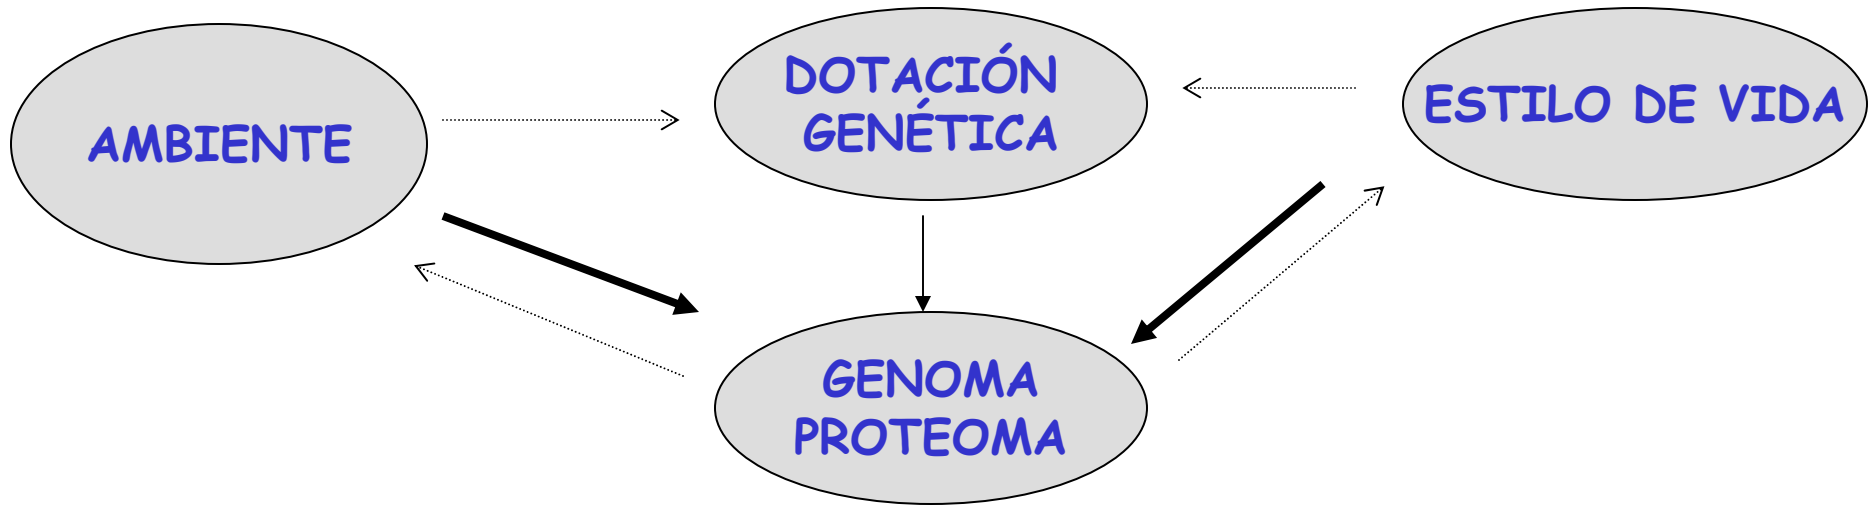 AMBIENTE
DOTACIÓN
GENÉTICA
ESTILO DE VIDA
GENOMA
PROTEOMA